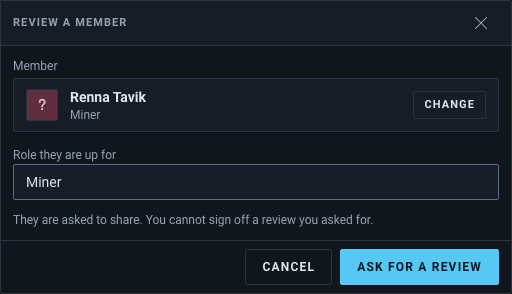 REVIEW A MEMBER
Member
?
Renna Tavik
Miner
CHANGE
Role they are up for
Miner
They are asked to share. You cannot sign off a review you asked for.
CANCEL
ASK FOR A REVIEW